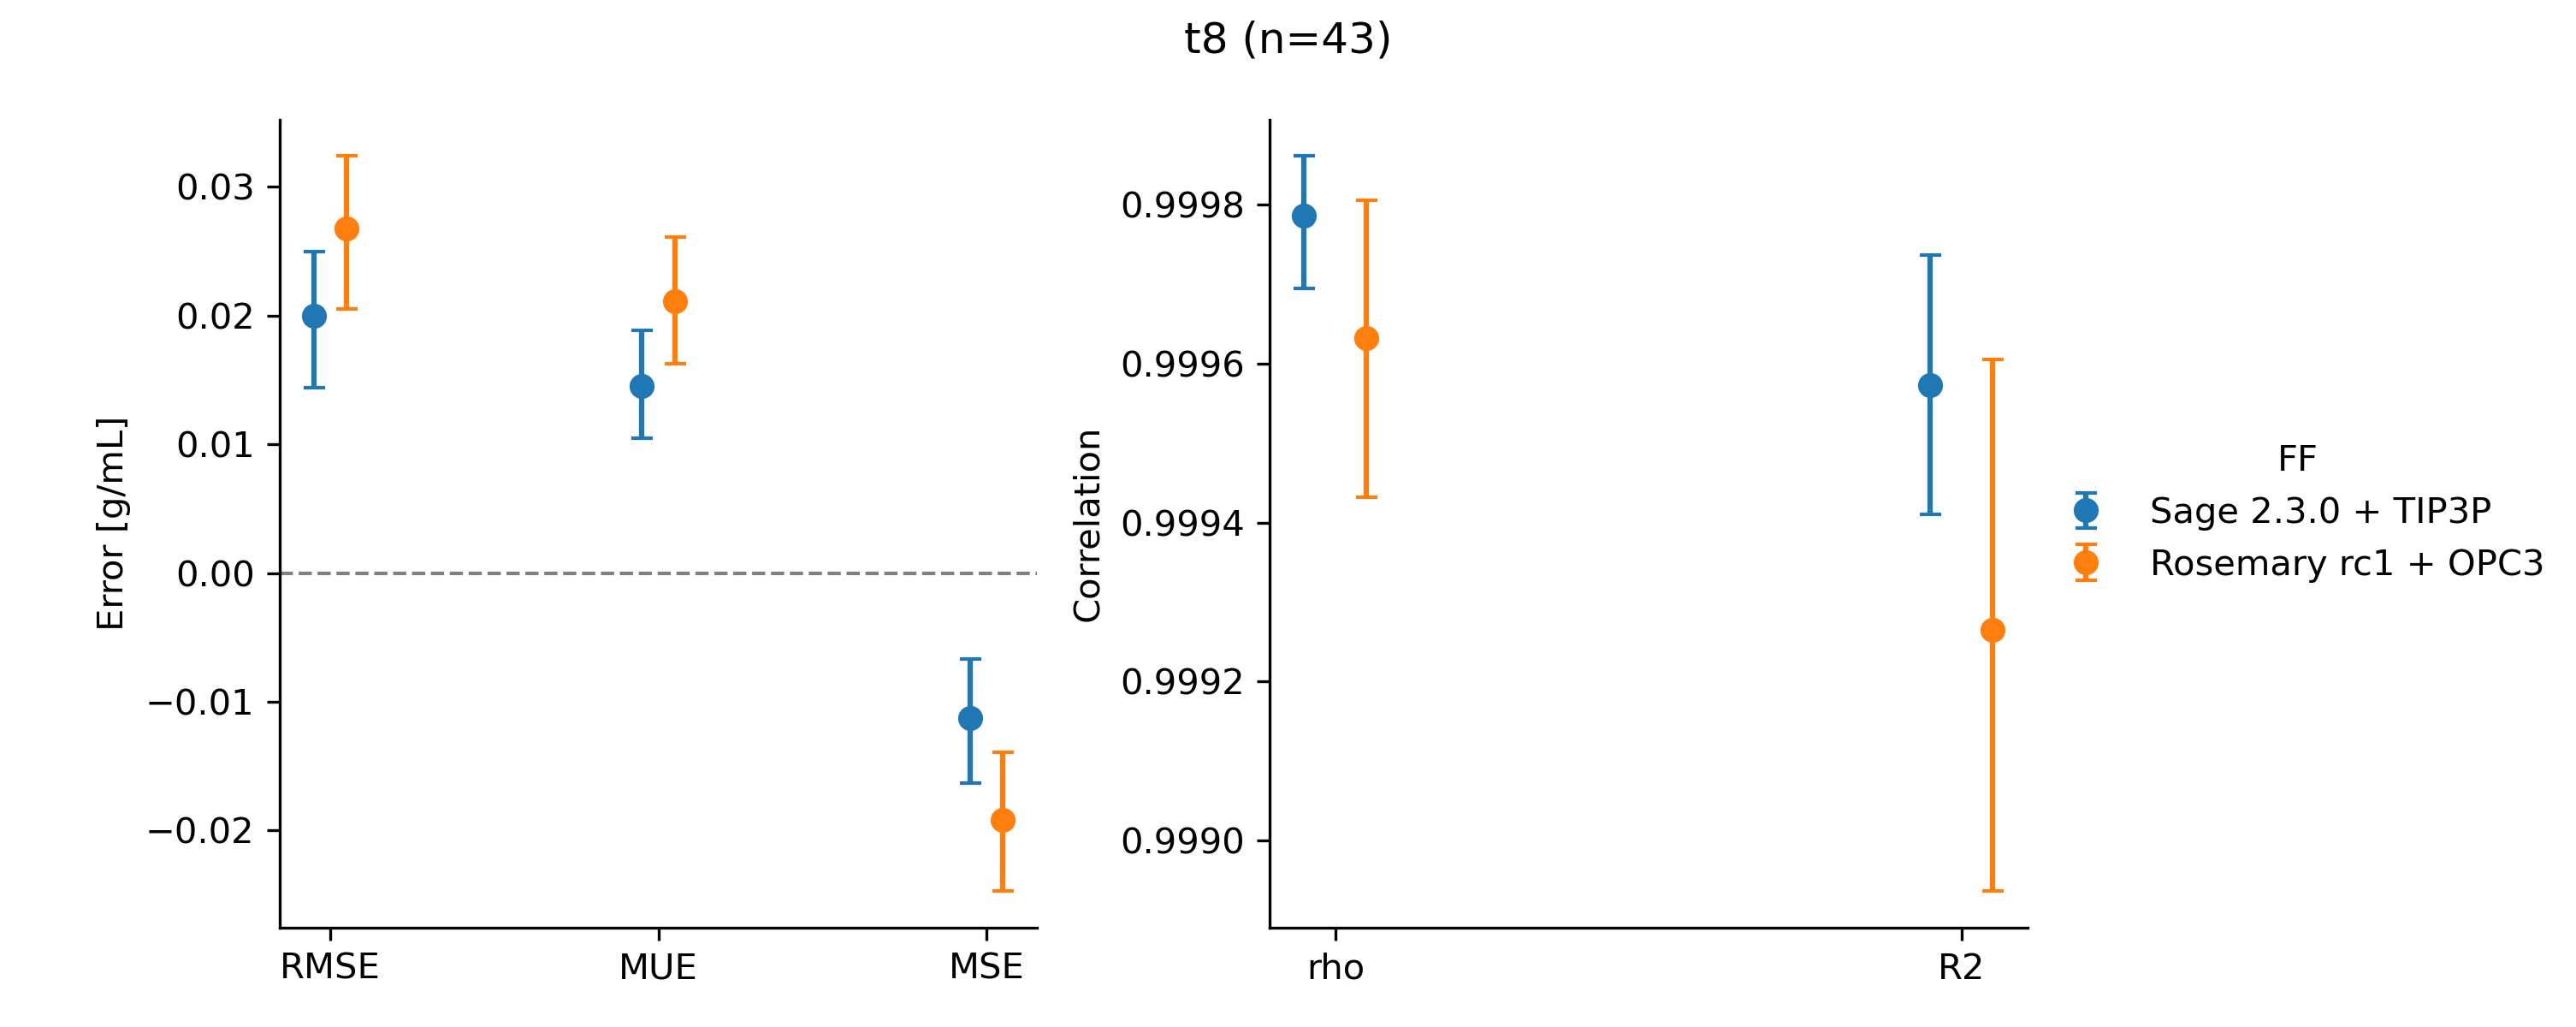 t8 (n=43)
Error [g/mL]
0.03
0.02
0.01
0.00
−0.01
−0.02
RMSE
MUE
MSE
Correlation
0.9998
0.9996
0.9994
0.9992
0.9990
rho
R2
FF
Sage 2.3.0 + TIP3P
Rosemary rc1 + OPC3